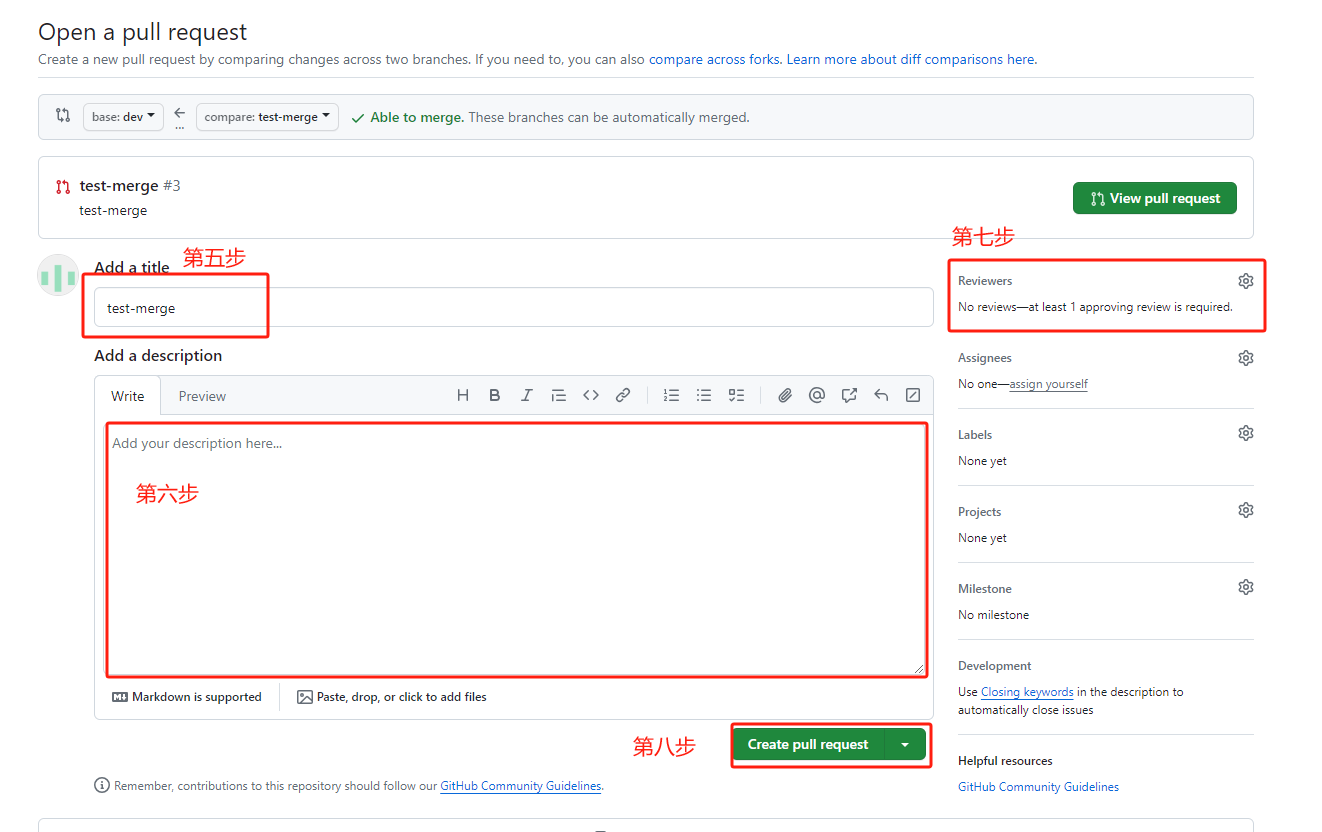 Open a pull request
Create a new pull request by comparing changes across two branches. If you need to, you can also compare across forks. Learn more about diff comparisons here.
base: dev
...
compare: test-merge
Able to merge. These branches can be automatically merged.
test-merge #3
test-merge
View pull request
第七步
Add a title
第五步
test-merge
Add a description
Write
Preview
Add your description here...
第六步
Markdown is supported
Paste, drop, or click to add files
第八步
Create pull request
Remember, contributions to this repository should follow our GitHub Community Guidelines.
Reviewers
No reviews—at least 1 approving review is required.
Assignees
No one—assign yourself
Labels
None yet
Projects
None yet
Milestone
No milestone
Development
Use Closing keywords in the description to
automatically close issues
Helpful resources
GitHub Community Guidelines